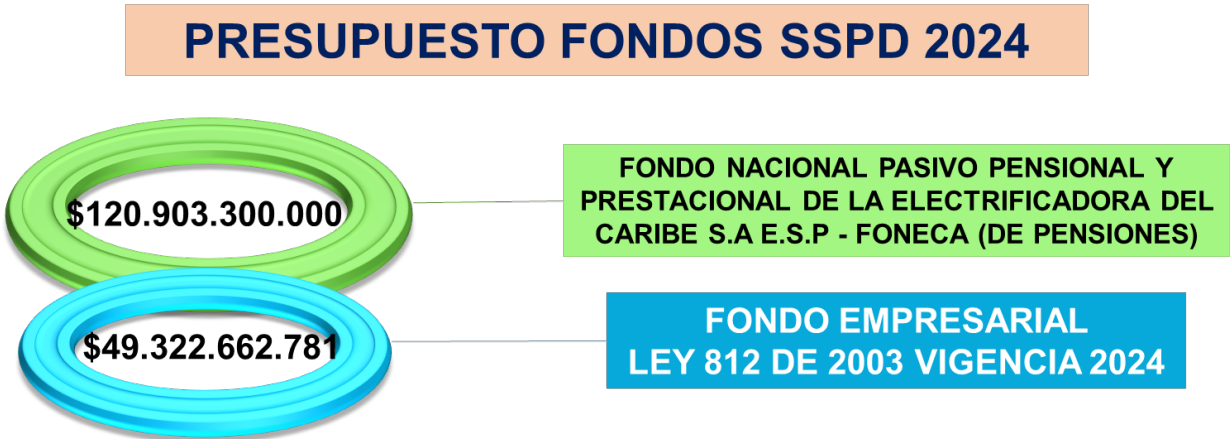 PRESUPUESTO FONDOS SSPD 2024
$120.903.300.000
FONDO NACIONAL PASIVO PENSIONAL Y
PRESTACIONAL DE LA ELECTRIFICADORA DEL
CARIBE S.A E.S.P - FONECA (DE PENSIONES)
$49.322.662.781
FONDO EMPRESARIAL
LEY 812 DE 2003 VIGENCIA 2024